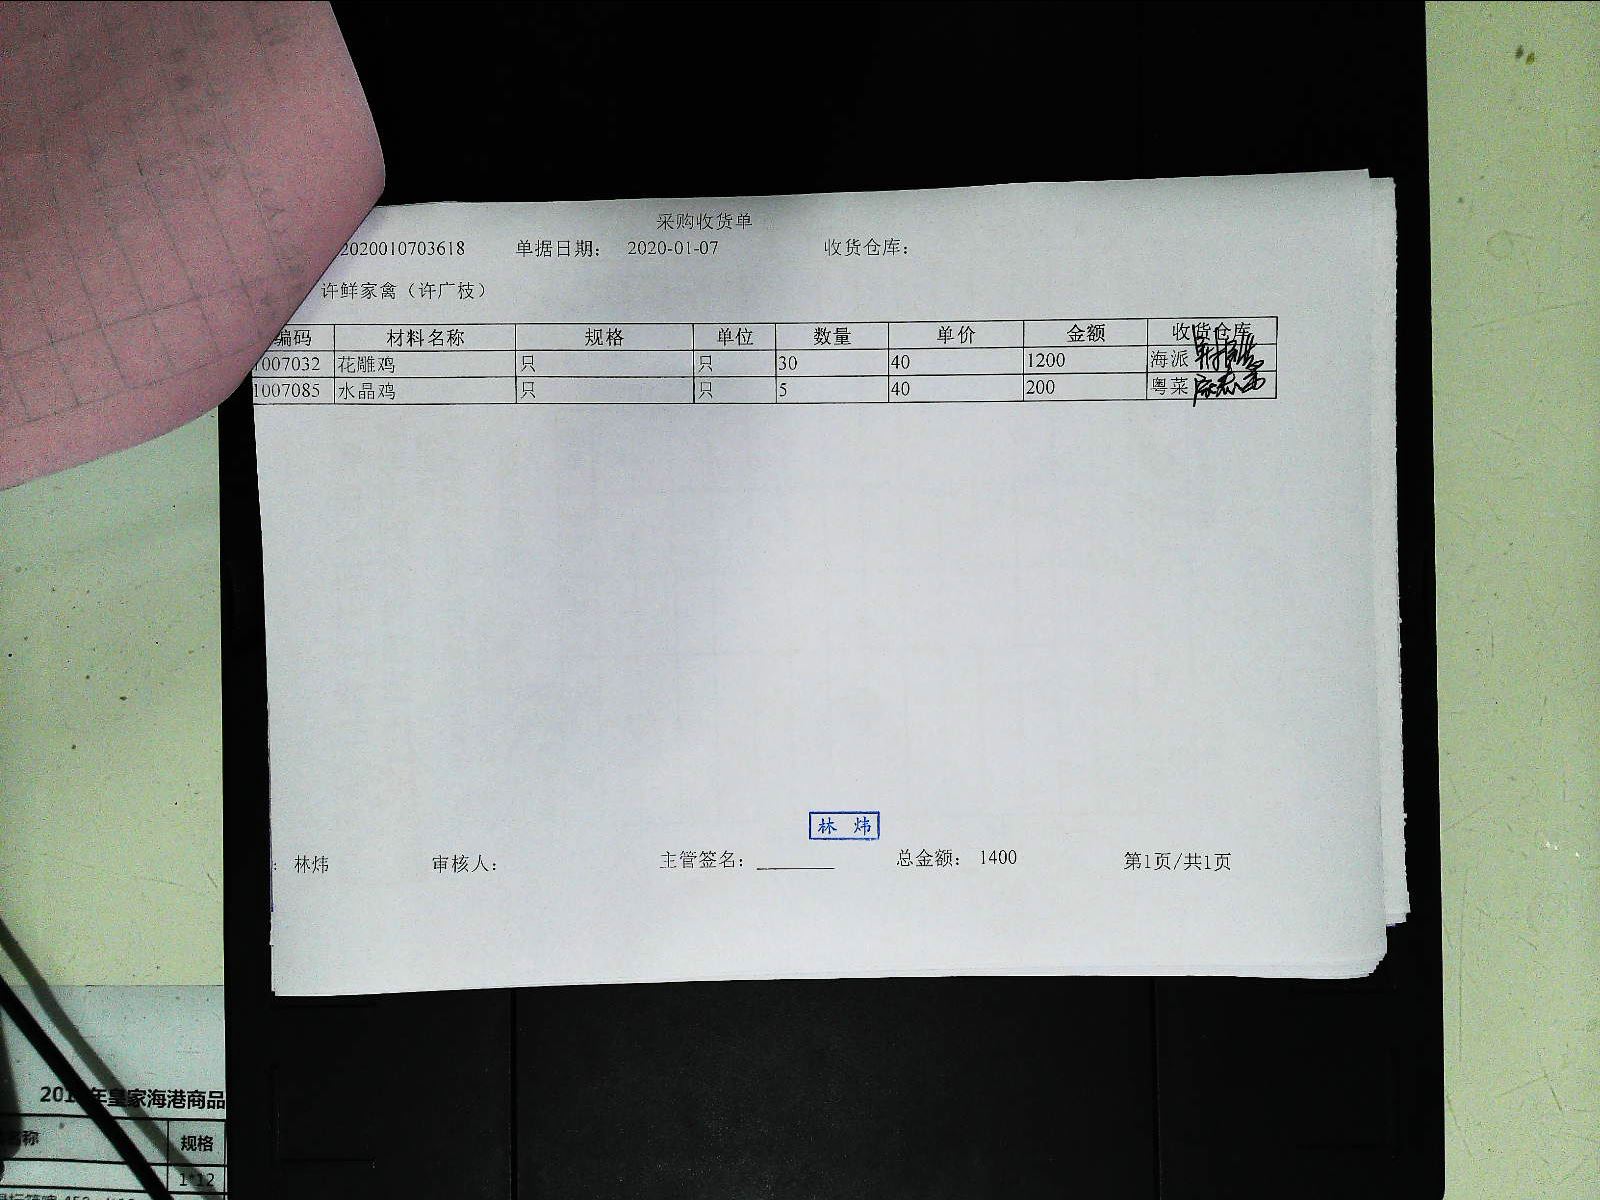 采购收货单
2020010703618 单据日期： 2020-01-07 收货仓库：
许鲜家禽（许广枝）
编码 材料名称 规格 单位 数量 单价 金额 收货仓库
1007032 花雕鸡 只 只 30 40 1200 海派
1007085 水晶鸡 只 只 5 40 200 粤菜
林 炜
： 林炜 审核人： 主管签名： 总金额： 1400 第1页/共1页
年皇家海港商品
规格
1*12